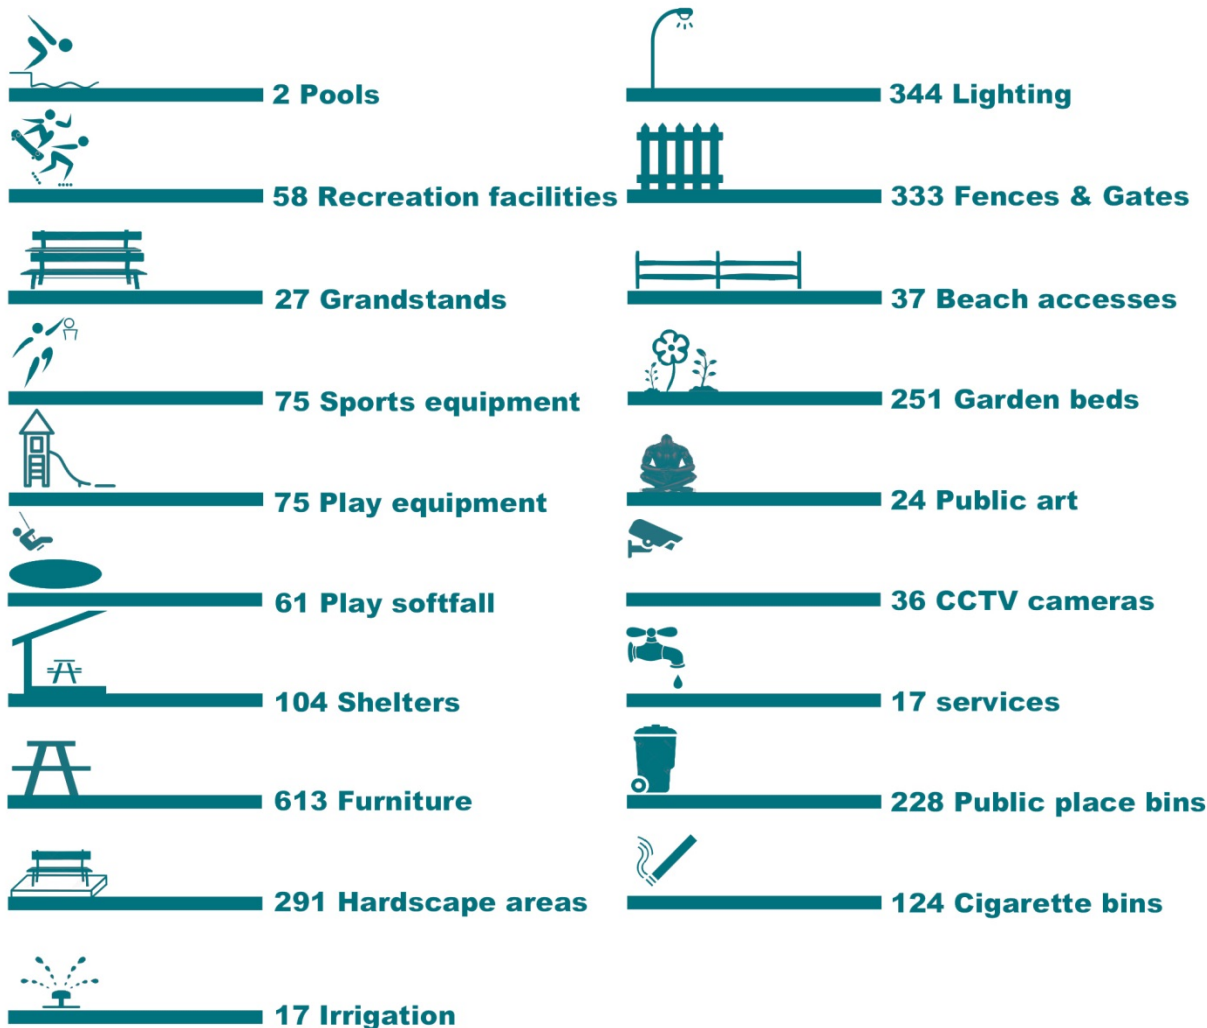 2 Pools
58 Recreation facilities
27 Grandstands
75 Sports equipment
75 Play equipment
61 Play softfall
104 Shelters
613 Furniture
291 Hardscape areas
17 Irrigation
344 Lighting
333 Fences & Gates
37 Beach accesses
251 Garden beds
24 Public art
36 CCTV cameras
17 services
228 Public place bins
124 Cigarette bins